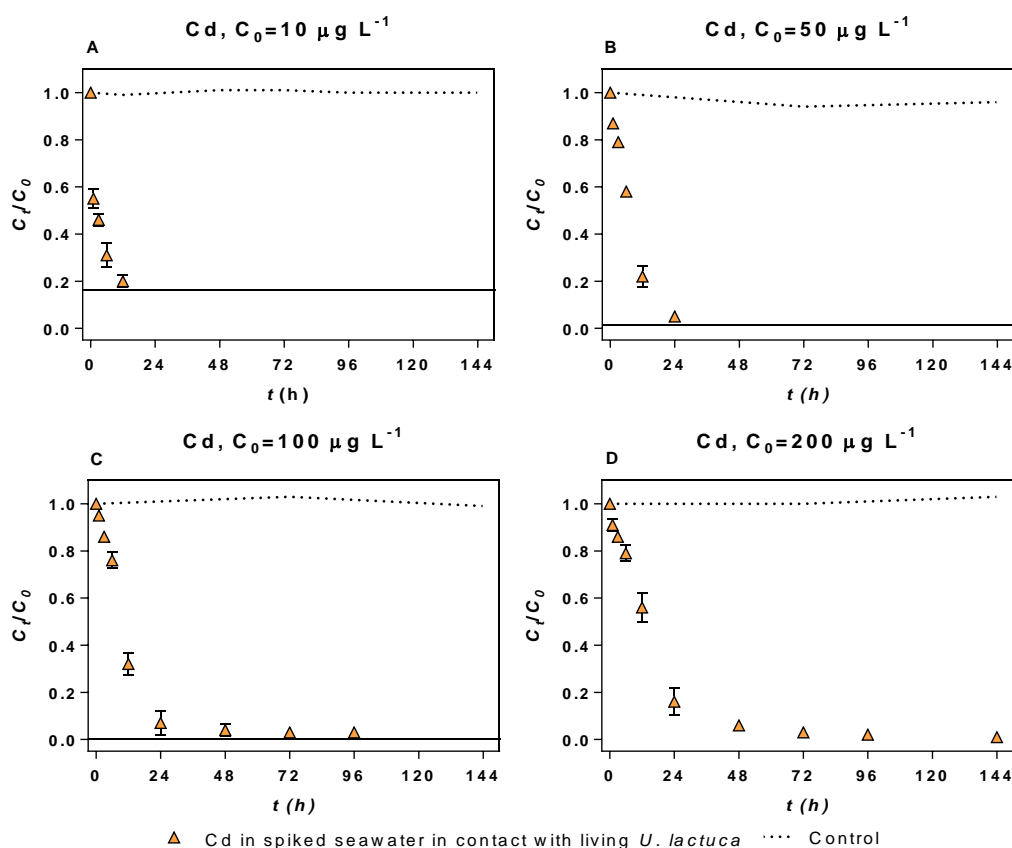 Cd, C₀=10 µg L⁻¹
A
1.0
0.8
0.6
0.4
0.2
0.0
Cₜ/C₀
0 24 48 72 96 120 144
t (h)
Cd, C₀=50 µg L⁻¹
B
1.0
0.8
0.6
0.4
0.2
0.0
Cₜ/C₀
0 24 48 72 96 120 144
t (h)
Cd, C₀=100 µg L⁻¹
C
1.0
0.8
0.6
0.4
0.2
0.0
Cₜ/C₀
0 24 48 72 96 120 144
t (h)
Cd, C₀=200 µg L⁻¹
D
1.0
0.8
0.6
0.4
0.2
0.0
Cₜ/C₀
0 24 48 72 96 120 144
t (h)
Cd in spiked seawater in contact with living U. lactuca Control